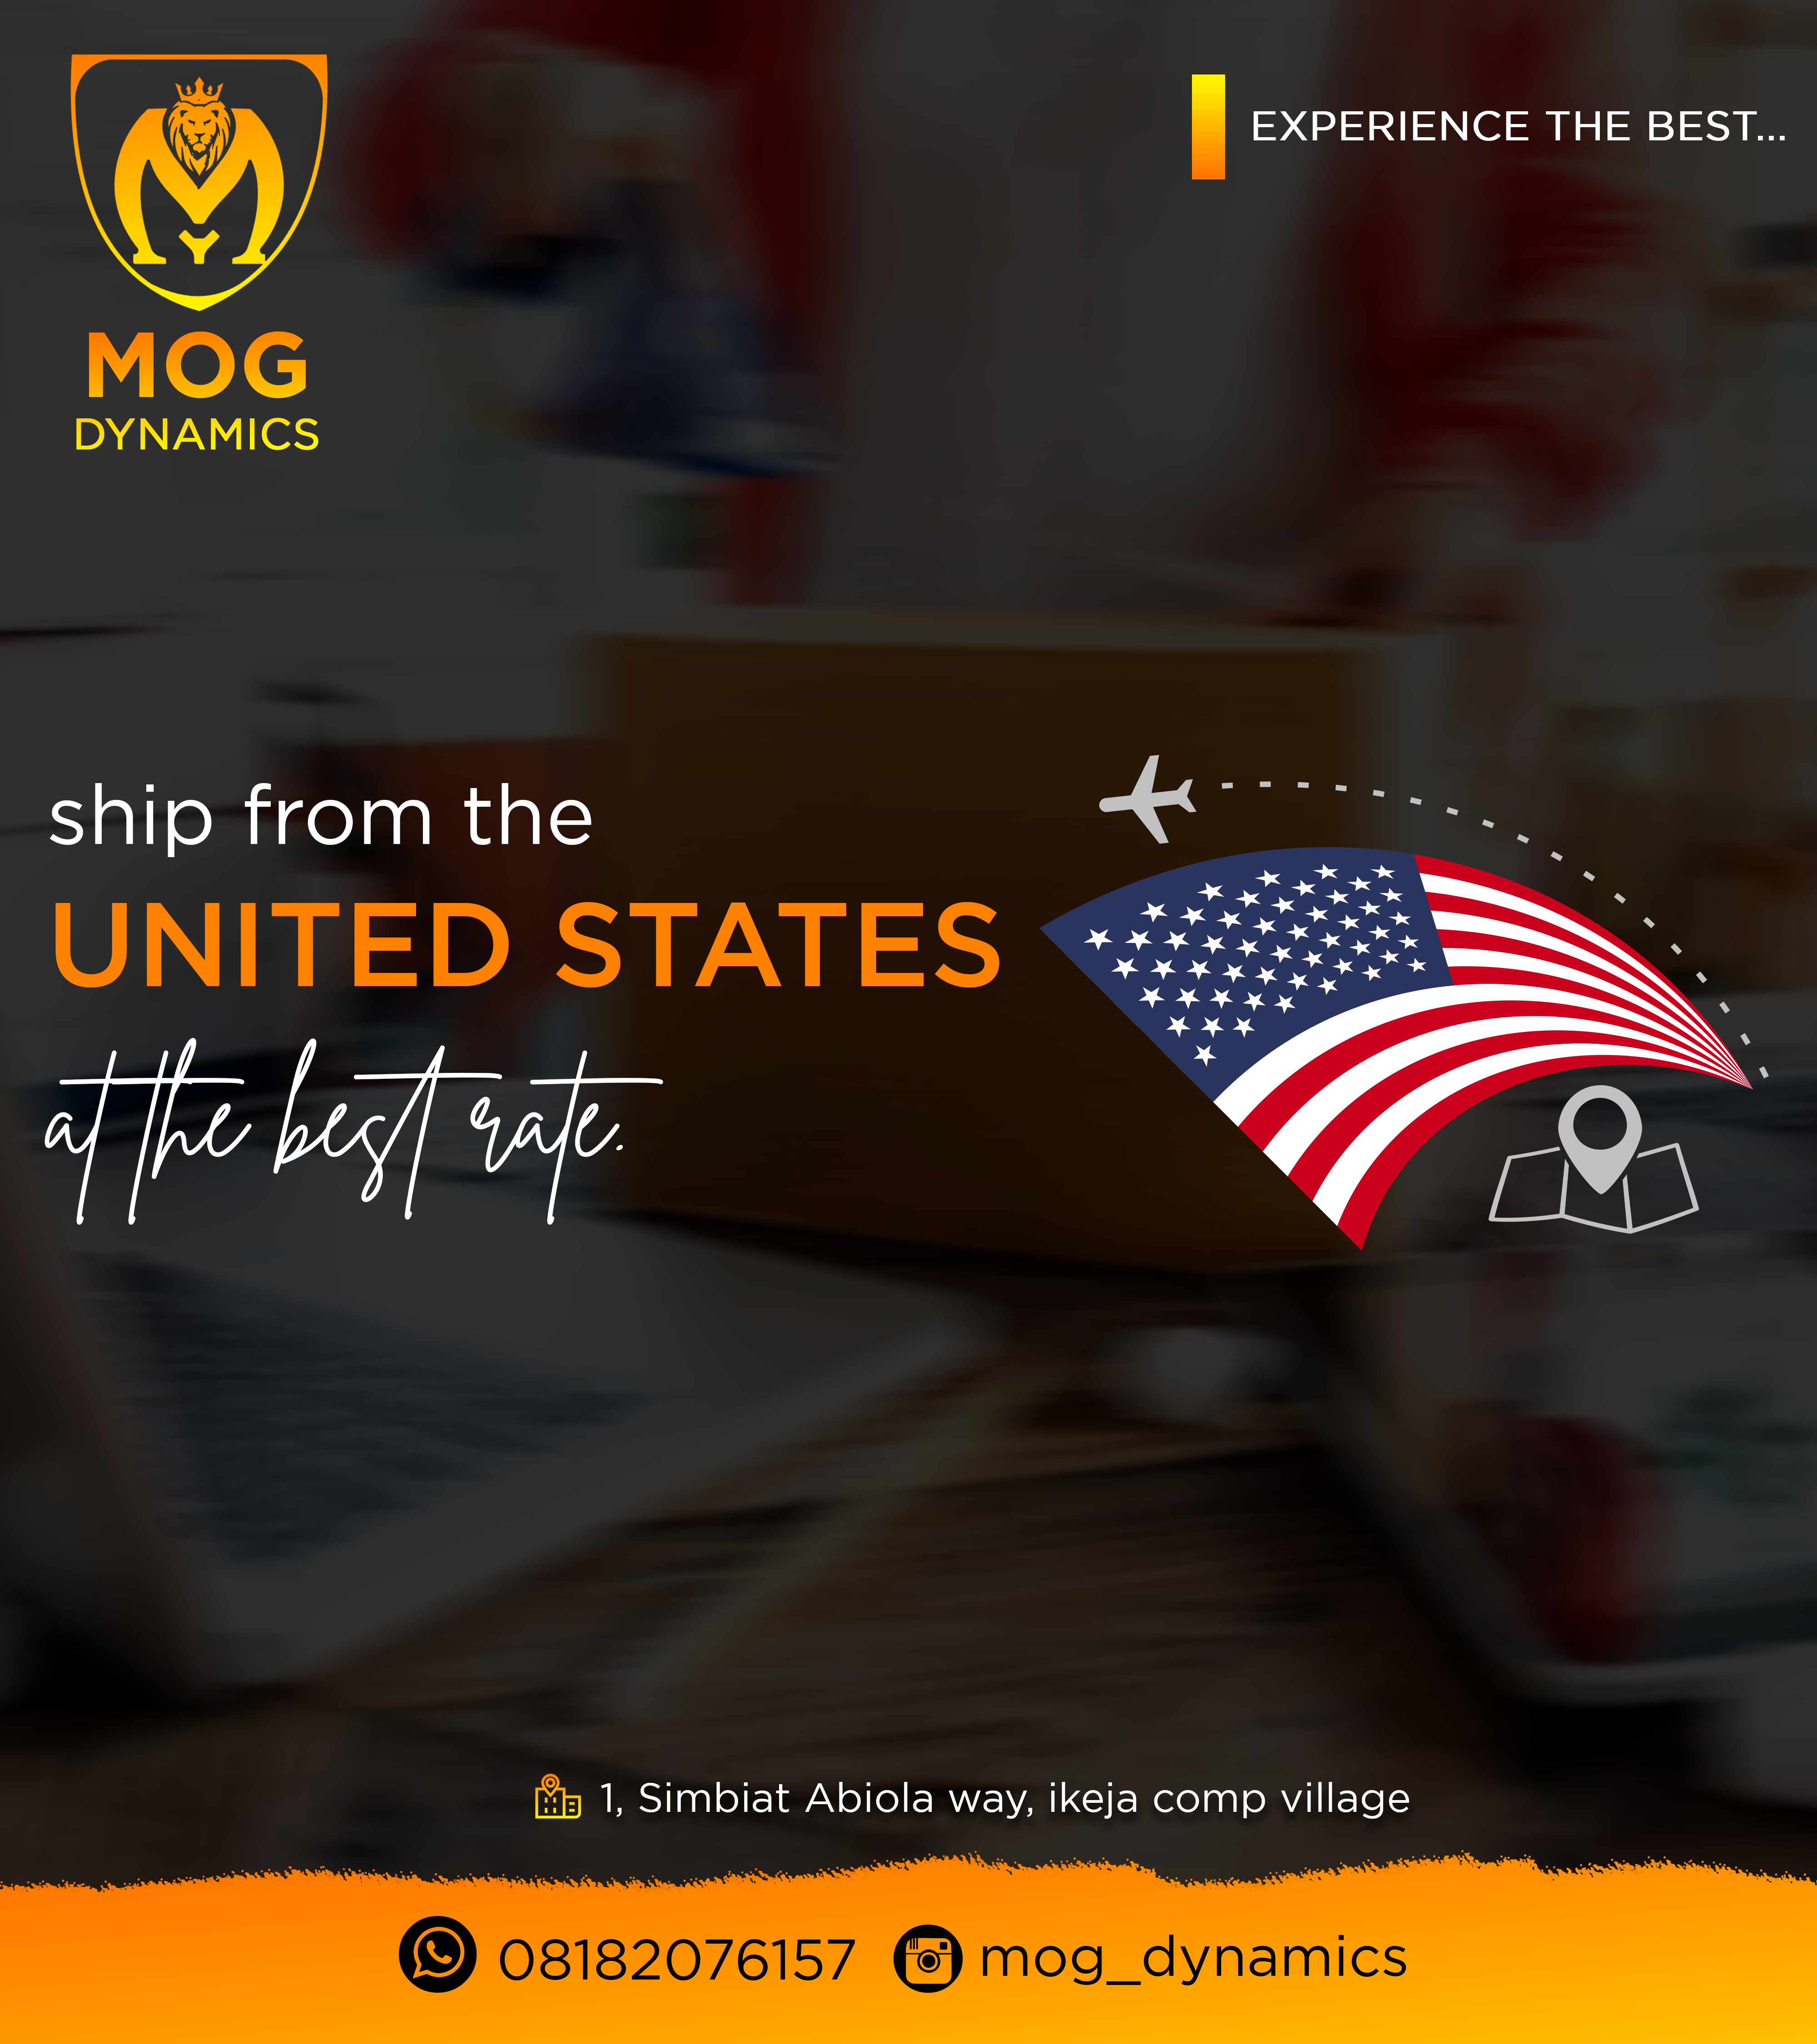 MOG
DYNAMICS
EXPERIENCE THE BEST...
ship from the
UNITED STATES
at the best rate.
1, Simbiat Abiola way, ikeja comp village
08182076157 mog_dynamics